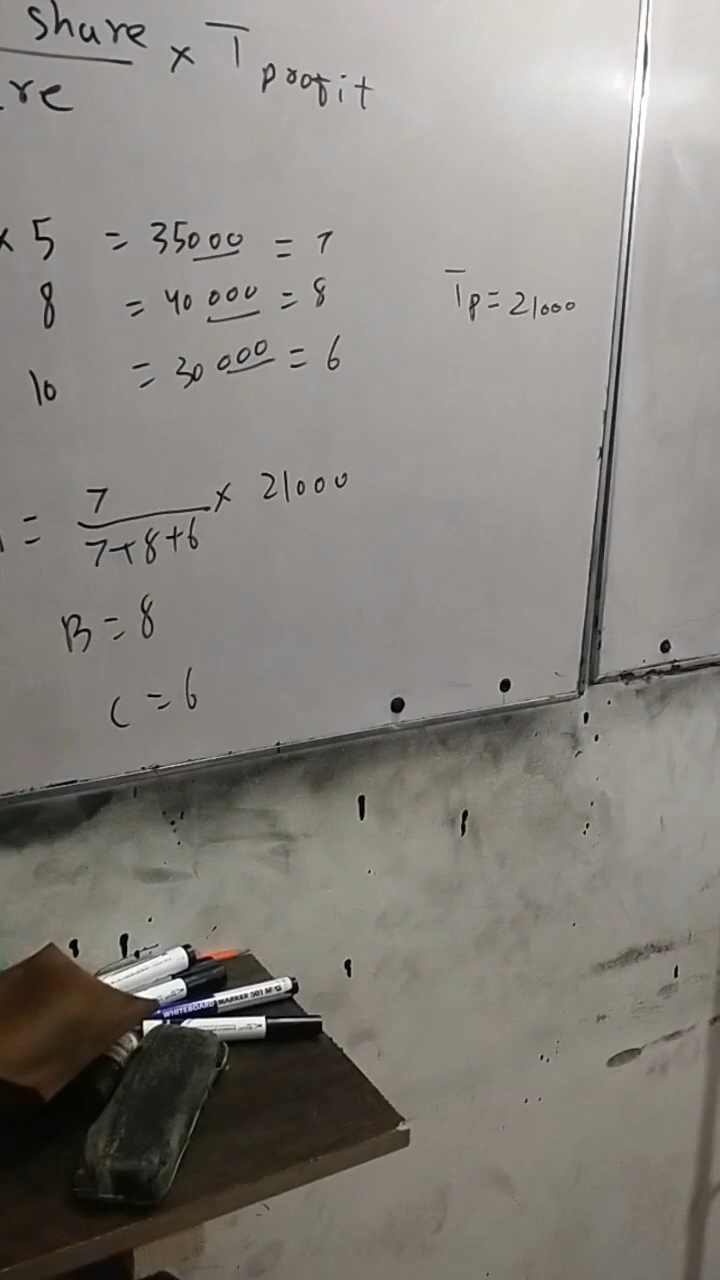 share × T profit
re
× 5 = 35000 = 7
8 = 40 000 = 8
Tp = 21000
10 = 30 000 = 6
= 7 × 21000
7+8+6
B = 8
C = 6
WHITEBOARD MARKER 501